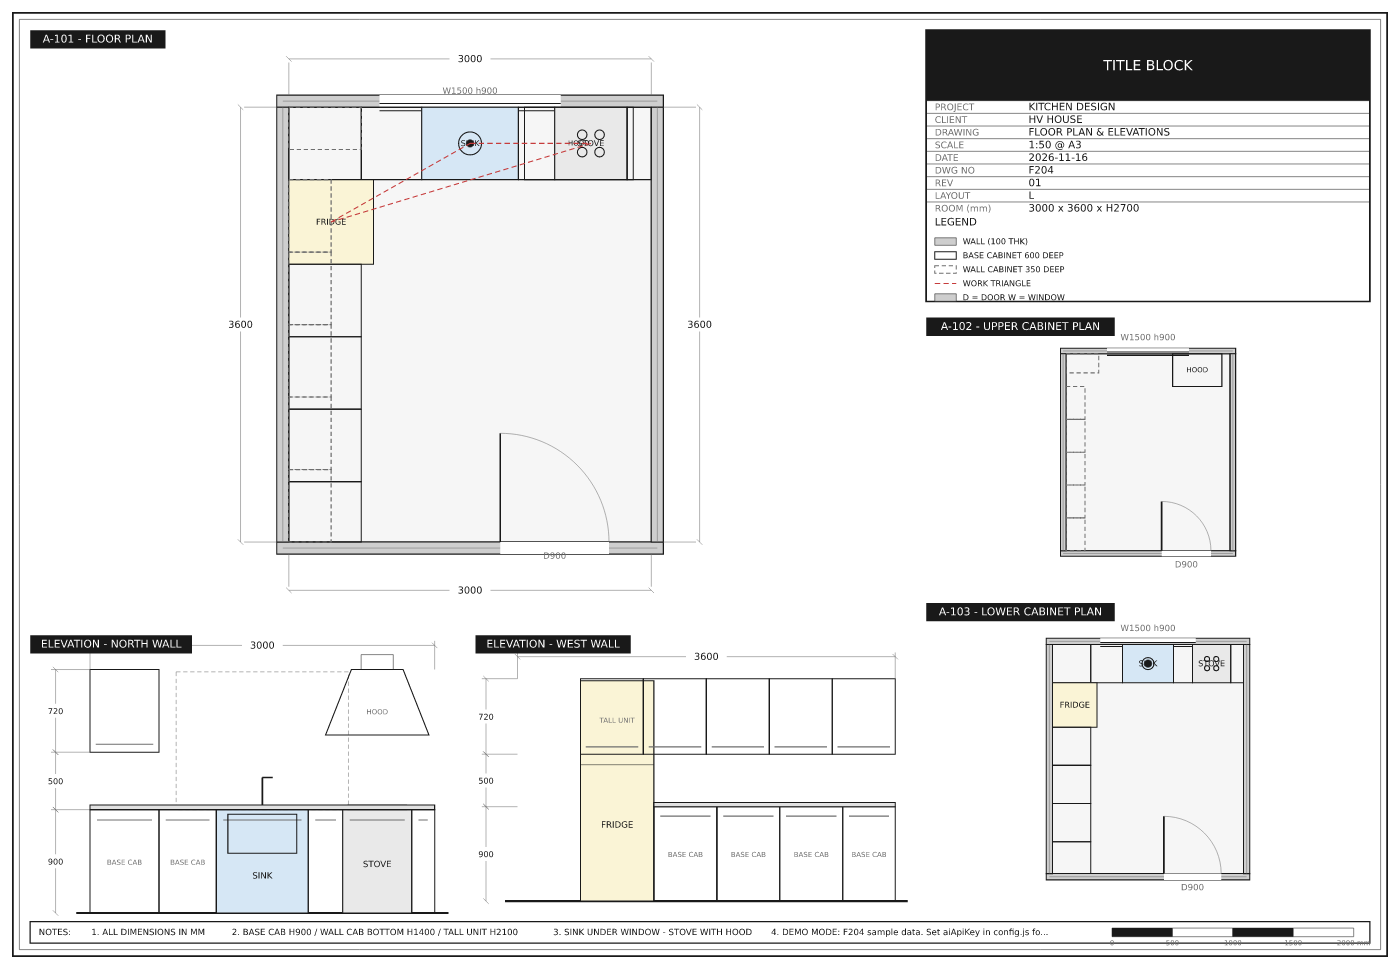 A-101 - FLOOR PLAN
3000
W1500 h900
SINK
HOOD
STOVE
FRIDGE
3600
3600
D900
3000
TITLE BLOCK
PROJECT KITCHEN DESIGN
CLIENT HV HOUSE
DRAWING FLOOR PLAN & ELEVATIONS
SCALE 1:50 @ A3
DATE 2026-11-16
DWG NO F204
REV 01
LAYOUT L
ROOM (mm) 3000 x 3600 x H2700
LEGEND
WALL (100 THK)
BASE CABINET 600 DEEP
WALL CABINET 350 DEEP
WORK TRIANGLE
D = DOOR W = WINDOW
A-102 - UPPER CABINET PLAN
W1500 h900
HOOD
D900
A-103 - LOWER CABINET PLAN
W1500 h900
SINK
STOVE
FRIDGE
D900
ELEVATION - NORTH WALL
3000
720
HOOD
500
900
BASE CAB
BASE CAB
SINK
STOVE
ELEVATION - WEST WALL
3600
720
TALL UNIT
500
FRIDGE
900
BASE CAB
BASE CAB
BASE CAB
BASE CAB
NOTES: 1. ALL DIMENSIONS IN MM 2. BASE CAB H900 / WALL CAB BOTTOM H1400 / TALL UNIT H2100 3. SINK UNDER WINDOW - STOVE WITH HOOD 4. DEMO MODE: F204 sample data. Set aiApiKey in config.js fo...
0 500 1000 1500 2000 mm